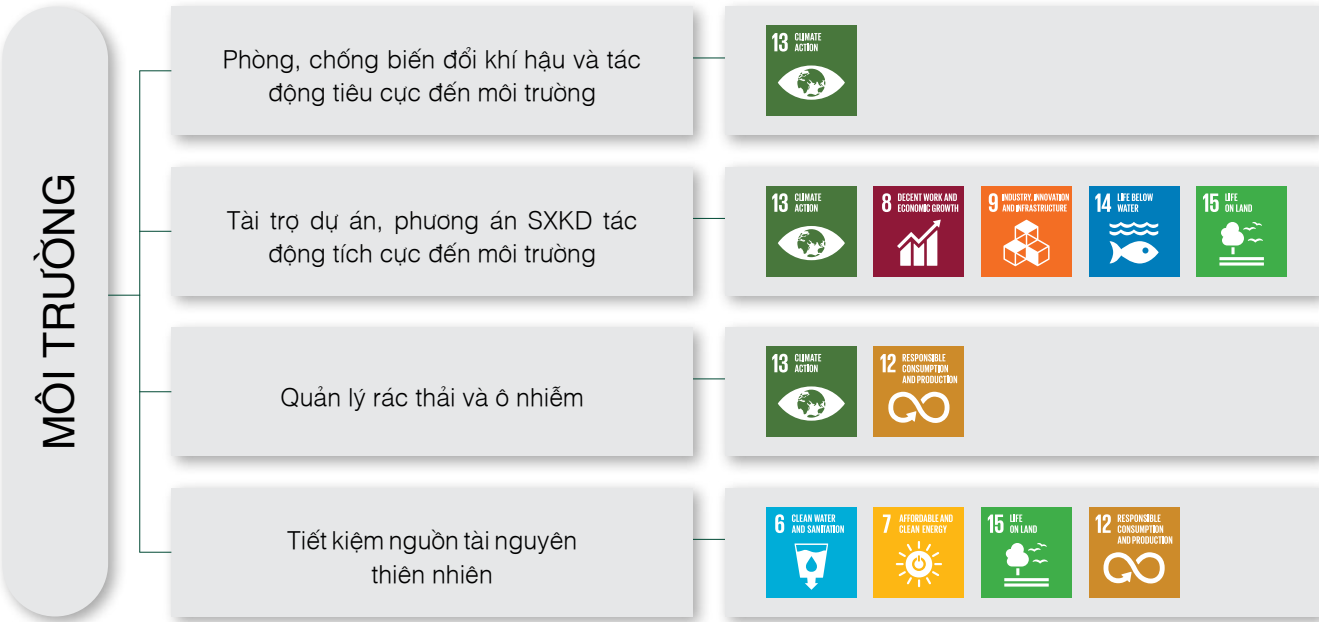 MÔI TRƯỜNG
Phòng, chống biến đổi khí hậu và tác
động tiêu cực đến môi trường
13 CLIMATE
ACTION
Tài trợ dự án, phương án SXKD tác
động tích cực đến môi trường
13 CLIMATE
ACTION
8 DECENT WORK AND
ECONOMIC GROWTH
9 INDUSTRY, INNOVATION
AND INFRASTRUCTURE
14 LIFE BELOW
WATER
15 LIFE
ON LAND
Quản lý rác thải và ô nhiễm
13 CLIMATE
ACTION
12 RESPONSIBLE
CONSUMPTION
AND PRODUCTION
Tiết kiệm nguồn tài nguyên
thiên nhiên
6 CLEAN WATER
AND SANITATION
7 AFFORDABLE AND
CLEAN ENERGY
15 LIFE
ON LAND
12 RESPONSIBLE
CONSUMPTION
AND PRODUCTION